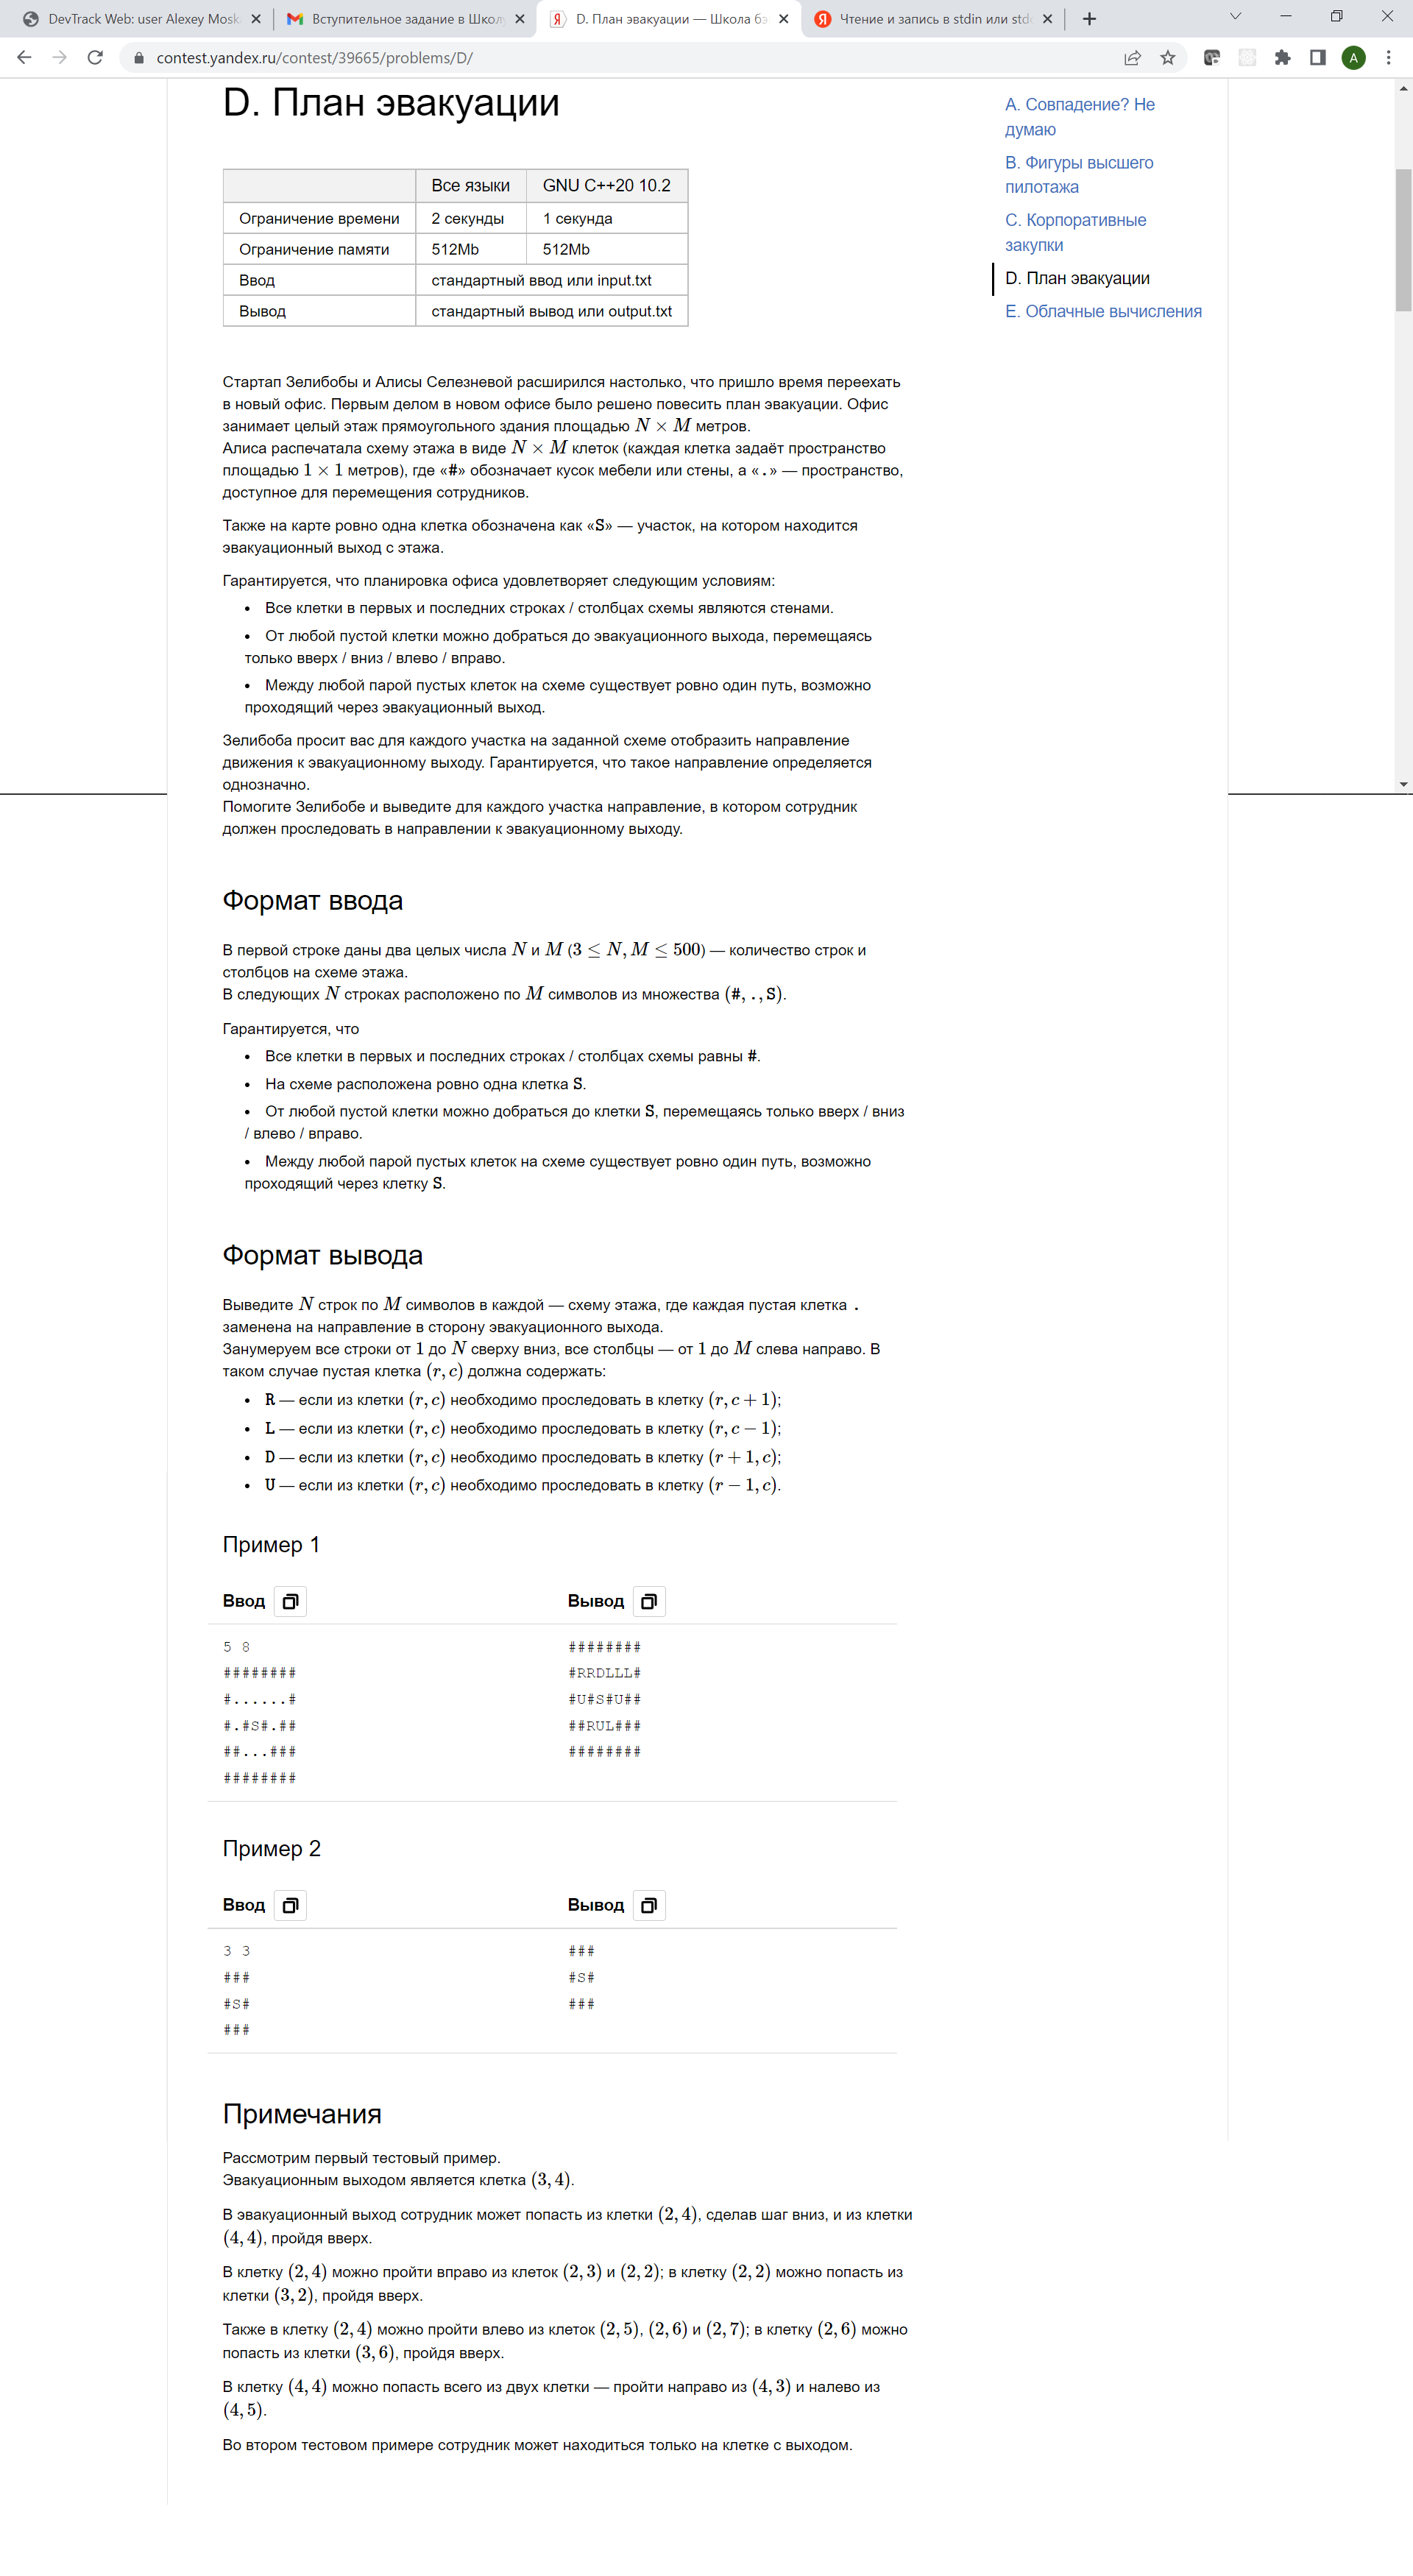 DevTrack Web: user Alexey Mosk
Вступительное задание в Школ
D. План эвакуации — Школа бэ
Чтение и запись в stdin или std
contest.yandex.ru/contest/39665/problems/D/
A
D. План эвакуации
A. Совпадение? Не
думаю
B. Фигуры высшего
пилотажа
C. Корпоративные
закупки
D. План эвакуации
E. Облачные вычисления
Все языки GNU C++20 10.2
Ограничение времени 2 секунды 1 секунда
Ограничение памяти 512Mb 512Mb
Ввод стандартный ввод или input.txt
Вывод стандартный вывод или output.txt
Стартап Зелибобы и Алисы Селезневой расширился настолько, что пришло время переехать
в новый офис. Первым делом в новом офисе было решено повесить план эвакуации. Офис
занимает целый этаж прямоугольного здания площадью N × M метров.
Алиса распечатала схему этажа в виде N × M клеток (каждая клетка задаёт пространство
площадью 1 × 1 метров), где «#» обозначает кусок мебели или стены, а «.» — пространство,
доступное для перемещения сотрудников.
Также на карте ровно одна клетка обозначена как «S» — участок, на котором находится
эвакуационный выход с этажа.
Гарантируется, что планировка офиса удовлетворяет следующим условиям:
• Все клетки в первых и последних строках / столбцах схемы являются стенами.
• От любой пустой клетки можно добраться до эвакуационного выхода, перемещаясь
только вверх / вниз / влево / вправо.
• Между любой парой пустых клеток на схеме существует ровно один путь, возможно
проходящий через эвакуационный выход.
Зелибоба просит вас для каждого участка на заданной схеме отобразить направление
движения к эвакуационному выходу. Гарантируется, что такое направление определяется
однозначно.
Помогите Зелибобе и выведите для каждого участка направление, в котором сотрудник
должен проследовать в направлении к эвакуационному выходу.
Формат ввода
В первой строке даны два целых числа N и M (3 ≤ N, M ≤ 500) — количество строк и
столбцов на схеме этажа.
В следующих N строках расположено по M символов из множества (#, ., S).
Гарантируется, что
• Все клетки в первых и последних строках / столбцах схемы равны #.
• На схеме расположена ровно одна клетка S.
• От любой пустой клетки можно добраться до клетки S, перемещаясь только вверх / вниз
/ влево / вправо.
• Между любой парой пустых клеток на схеме существует ровно один путь, возможно
проходящий через клетку S.
Формат вывода
Выведите N строк по M символов в каждой — схему этажа, где каждая пустая клетка .
заменена на направление в сторону эвакуационного выхода.
Занумеруем все строки от 1 до N сверху вниз, все столбцы — от 1 до M слева направо. В
таком случае пустая клетка (r, c) должна содержать:
• R — если из клетки (r, c) необходимо проследовать в клетку (r, c + 1);
• L — если из клетки (r, c) необходимо проследовать в клетку (r, c − 1);
• D — если из клетки (r, c) необходимо проследовать в клетку (r + 1, c);
• U — если из клетки (r, c) необходимо проследовать в клетку (r − 1, c).
Пример 1
Ввод
5 8
########
#......#
#.#S#.##
##...###
########
Вывод
########
#RRDLLL#
#U#S#U##
##RUL###
########
Пример 2
Ввод
3 3
###
#S#
###
Вывод
###
#S#
###
Примечания
Рассмотрим первый тестовый пример.
Эвакуационным выходом является клетка (3, 4).
В эвакуационный выход сотрудник может попасть из клетки (2, 4), сделав шаг вниз, и из клетки
(4, 4), пройдя вверх.
В клетку (2, 4) можно пройти вправо из клеток (2, 3) и (2, 2); в клетку (2, 2) можно попасть из
клетки (3, 2), пройдя вверх.
Также в клетку (2, 4) можно пройти влево из клеток (2, 5), (2, 6) и (2, 7); в клетку (2, 6) можно
попасть из клетки (3, 6), пройдя вверх.
В клетку (4, 4) можно попасть всего из двух клетки — пройти направо из (4, 3) и налево из
(4, 5).
Во втором тестовом примере сотрудник может находиться только на клетке с выходом.